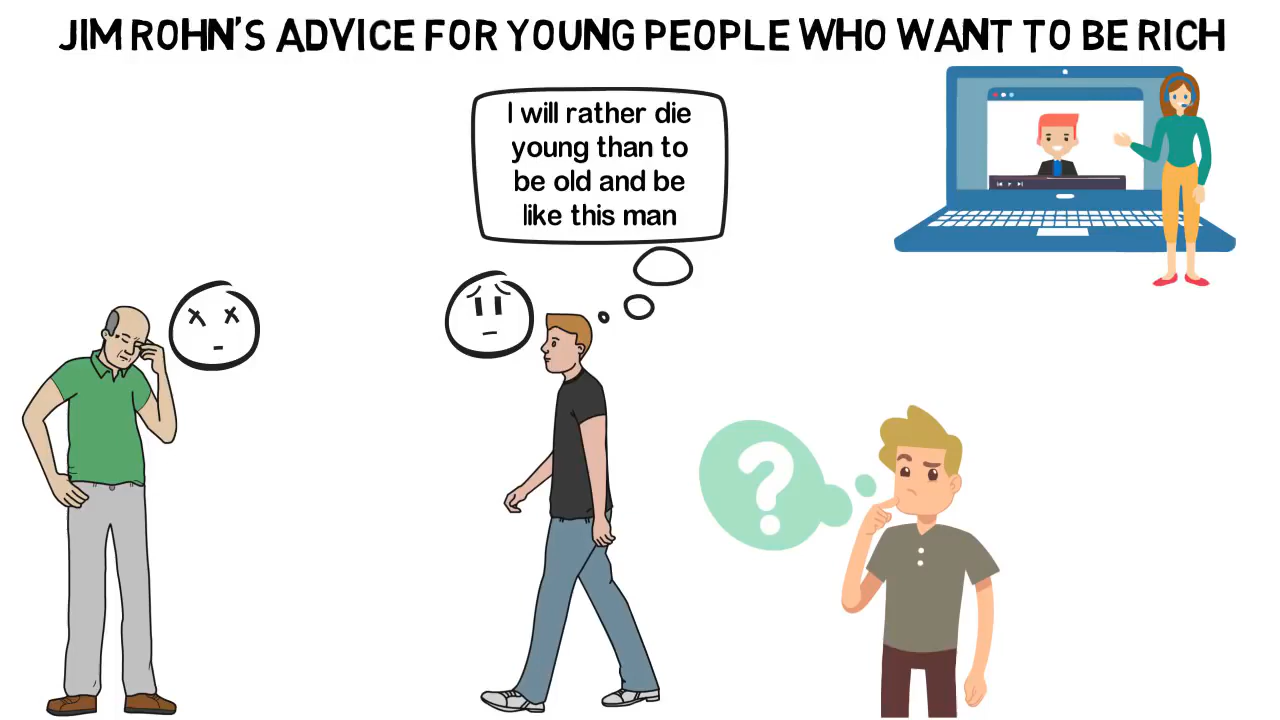 JIM ROHN'S ADVICE FOR YOUNG PEOPLE WHO WANT TO BE RICH
I will rather die
young than to
be old and be
like this man
?